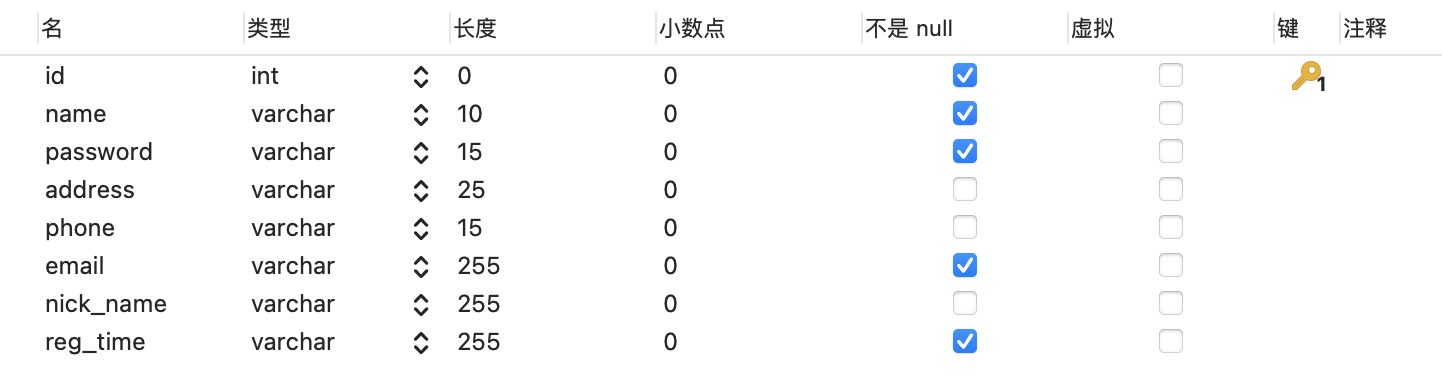 名 类型 长度 小数点 不是 null 虚拟 键 注释
id int 0 0 1
name varchar 10 0
password varchar 15 0
address varchar 25 0
phone varchar 15 0
email varchar 255 0
nick_name varchar 255 0
reg_time varchar 255 0